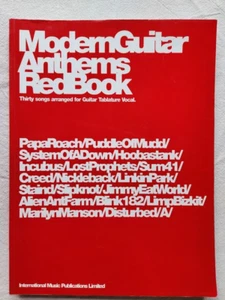 ModernGuitar
Anthems
RedBook
Thirty songs arranged for Guitar Tablature Vocal.
PapaRoach/PuddleOfMudd/
SystemOfADown/Hoobastank/
Incubus/LostProphets/Sum41/
Creed/Nickleback/LinkinPark/
Staind/Slipknot/JimmyEatWorld/
AlienAntFarm/Blink182/LimpBizkit/
MarilynManson/Disturbed/A/
International Music Publications Limited